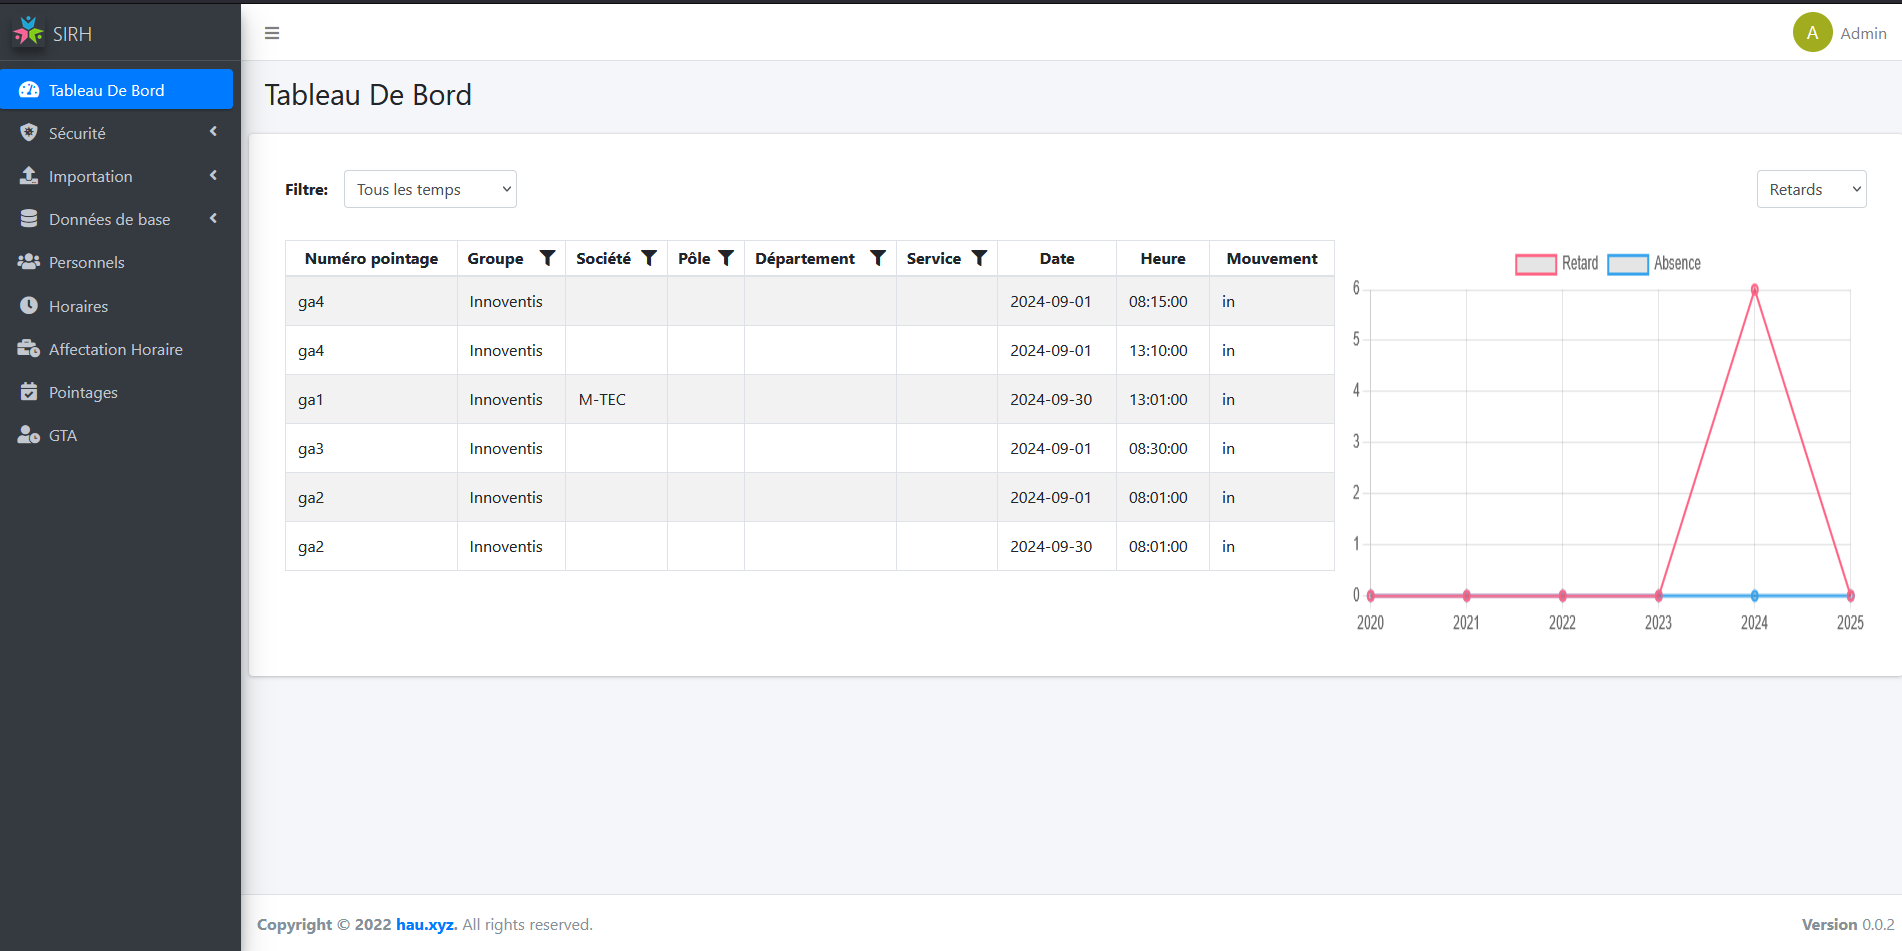 SIRH
Admin
A
Tableau De Bord
Sécurité
Importation
Données de base
Personnels
Horaires
Affectation Horaire
Pointages
GTA
Tableau De Bord
Filtre: Tous les temps
Retards
Numéro pointage Groupe Société Pôle Département Service Date Heure Mouvement
ga4 Innoventis 2024-09-01 08:15:00 in
ga4 Innoventis 2024-09-01 13:10:00 in
ga1 Innoventis M-TEC 2024-09-30 13:01:00 in
ga3 Innoventis 2024-09-01 08:30:00 in
ga2 Innoventis 2024-09-01 08:01:00 in
ga2 Innoventis 2024-09-30 08:01:00 in
Retard Absence
6
5
4
3
2
1
0
2020 2021 2022 2023 2024 2025
Copyright © 2022 hau.xyz. All rights reserved.
Version 0.0.2